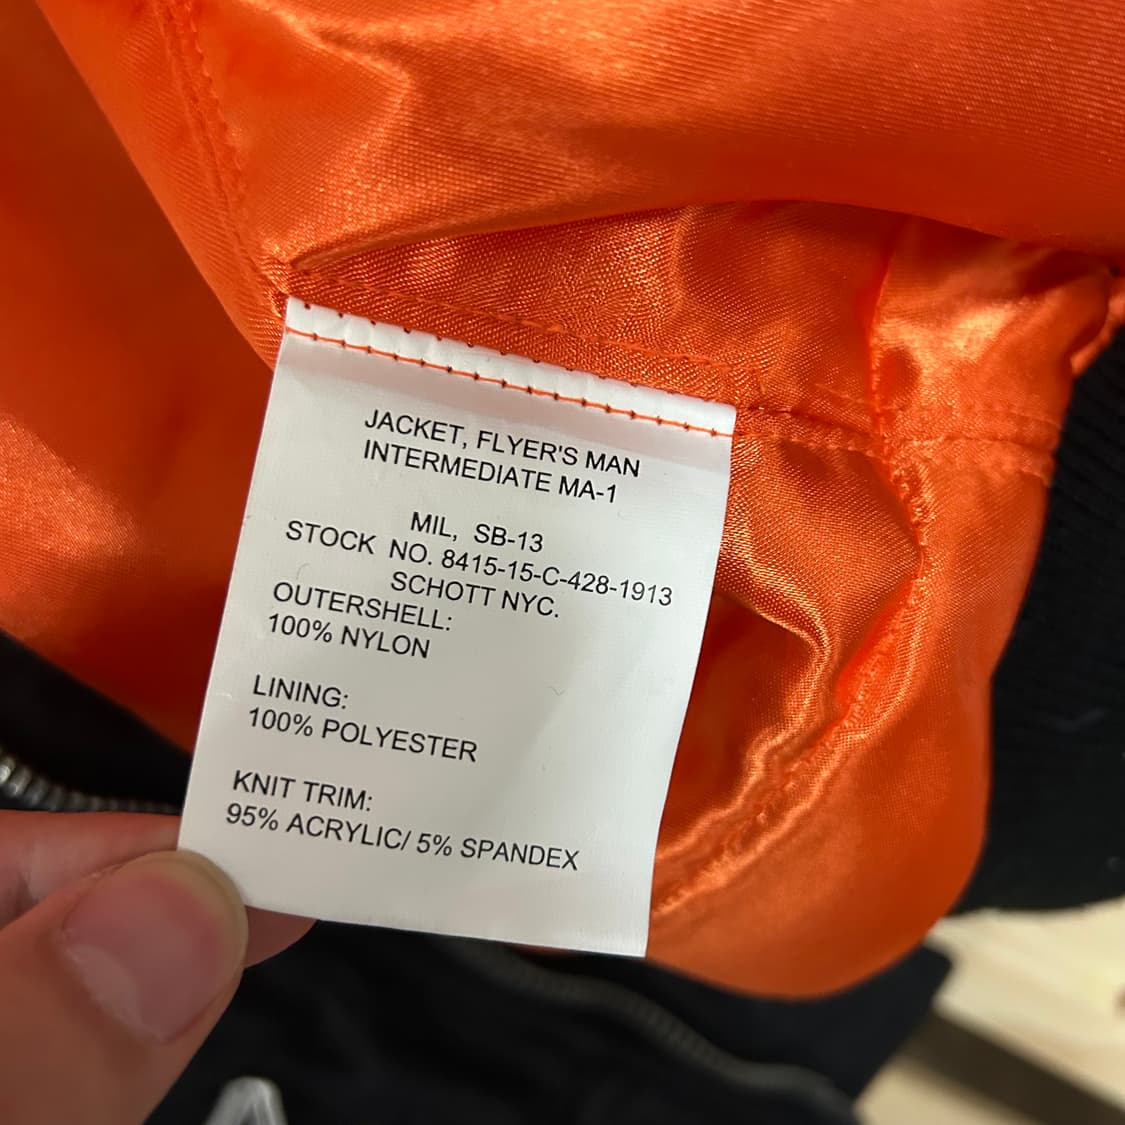 JACKET, FLYER'S MAN
INTERMEDIATE MA-1
MIL, SB-13
STOCK NO. 8415-15-C-428-1913
SCHOTT NYC.
OUTERSHELL:
100% NYLON
LINING:
100% POLYESTER
KNIT TRIM:
95% ACRYLIC/ 5% SPANDEX